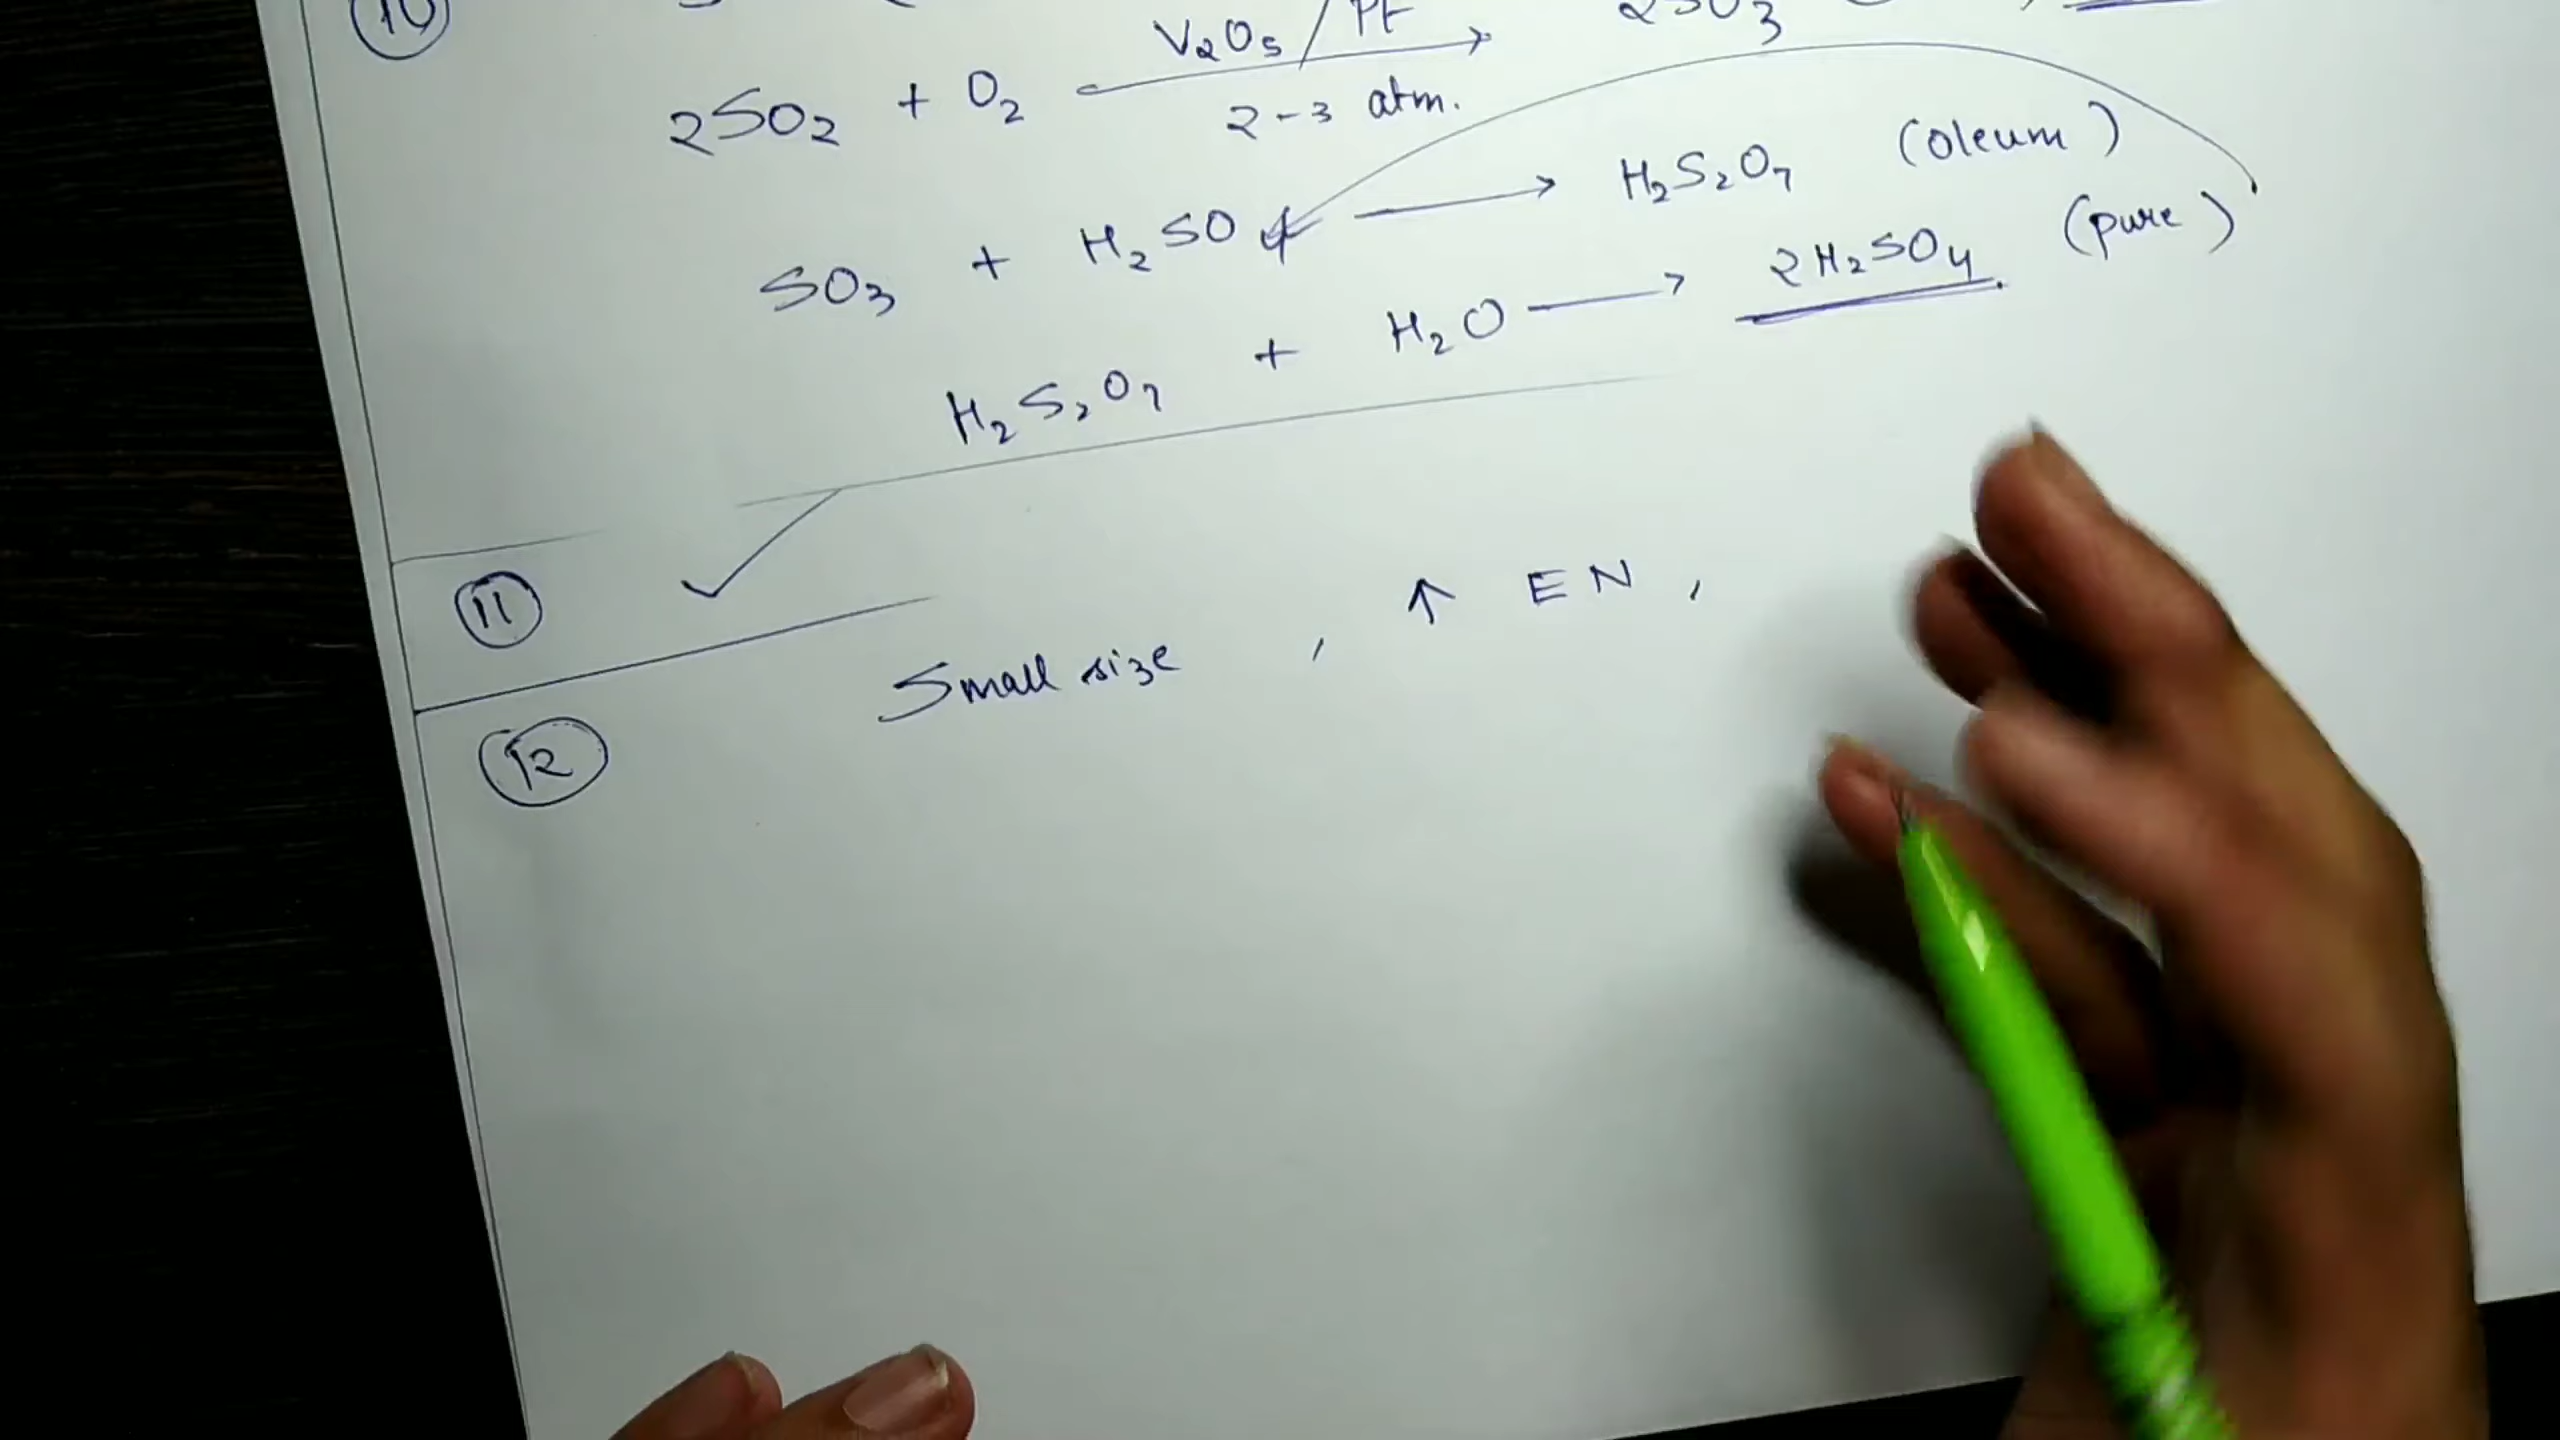 10
V₂O₅ / Pt
2SO₂ + O₂ → 2SO₃
2-3 atm.
SO₃ + H₂SO₄ → H₂S₂O₇ (oleum)
H₂S₂O₇ + H₂O → 2H₂SO₄ (pure)
11 ✓
12 Small size , ↑ EN ,